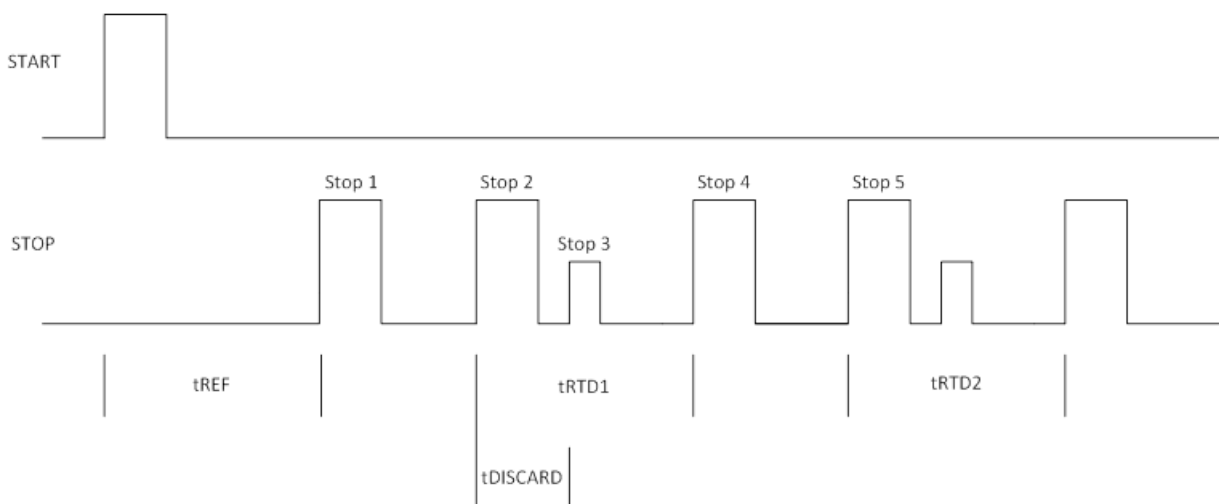 START
Stop 1
Stop 2
Stop 4
Stop 5
STOP
Stop 3
tREF
tRTD1
tRTD2
tDISCARD